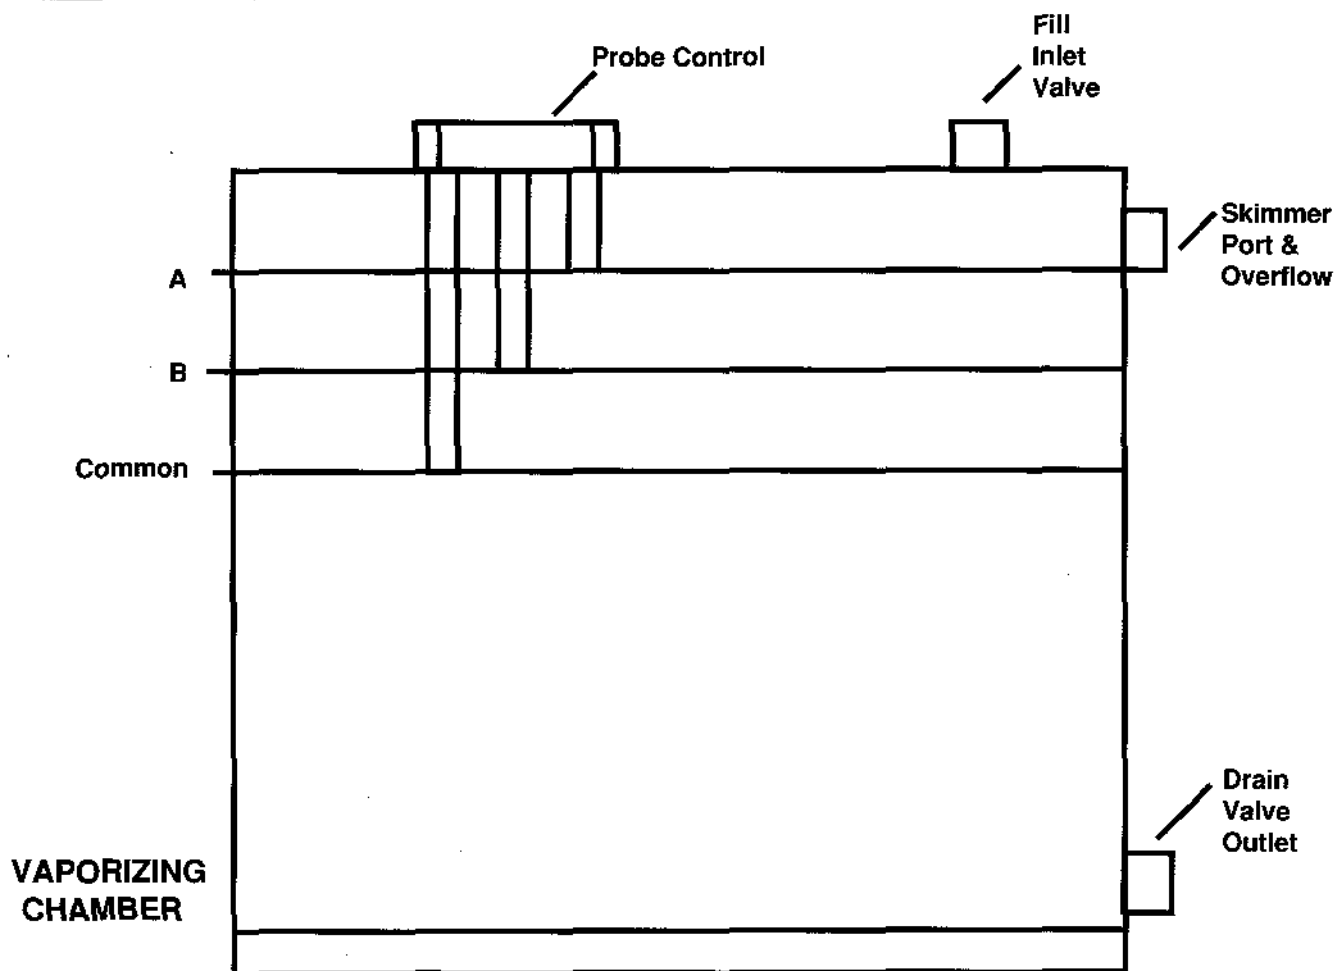 Fill
Inlet
Valve
Probe Control
Skimmer
Port &
Overflow
A
B
Common
Drain
Valve
Outlet
VAPORIZING
CHAMBER